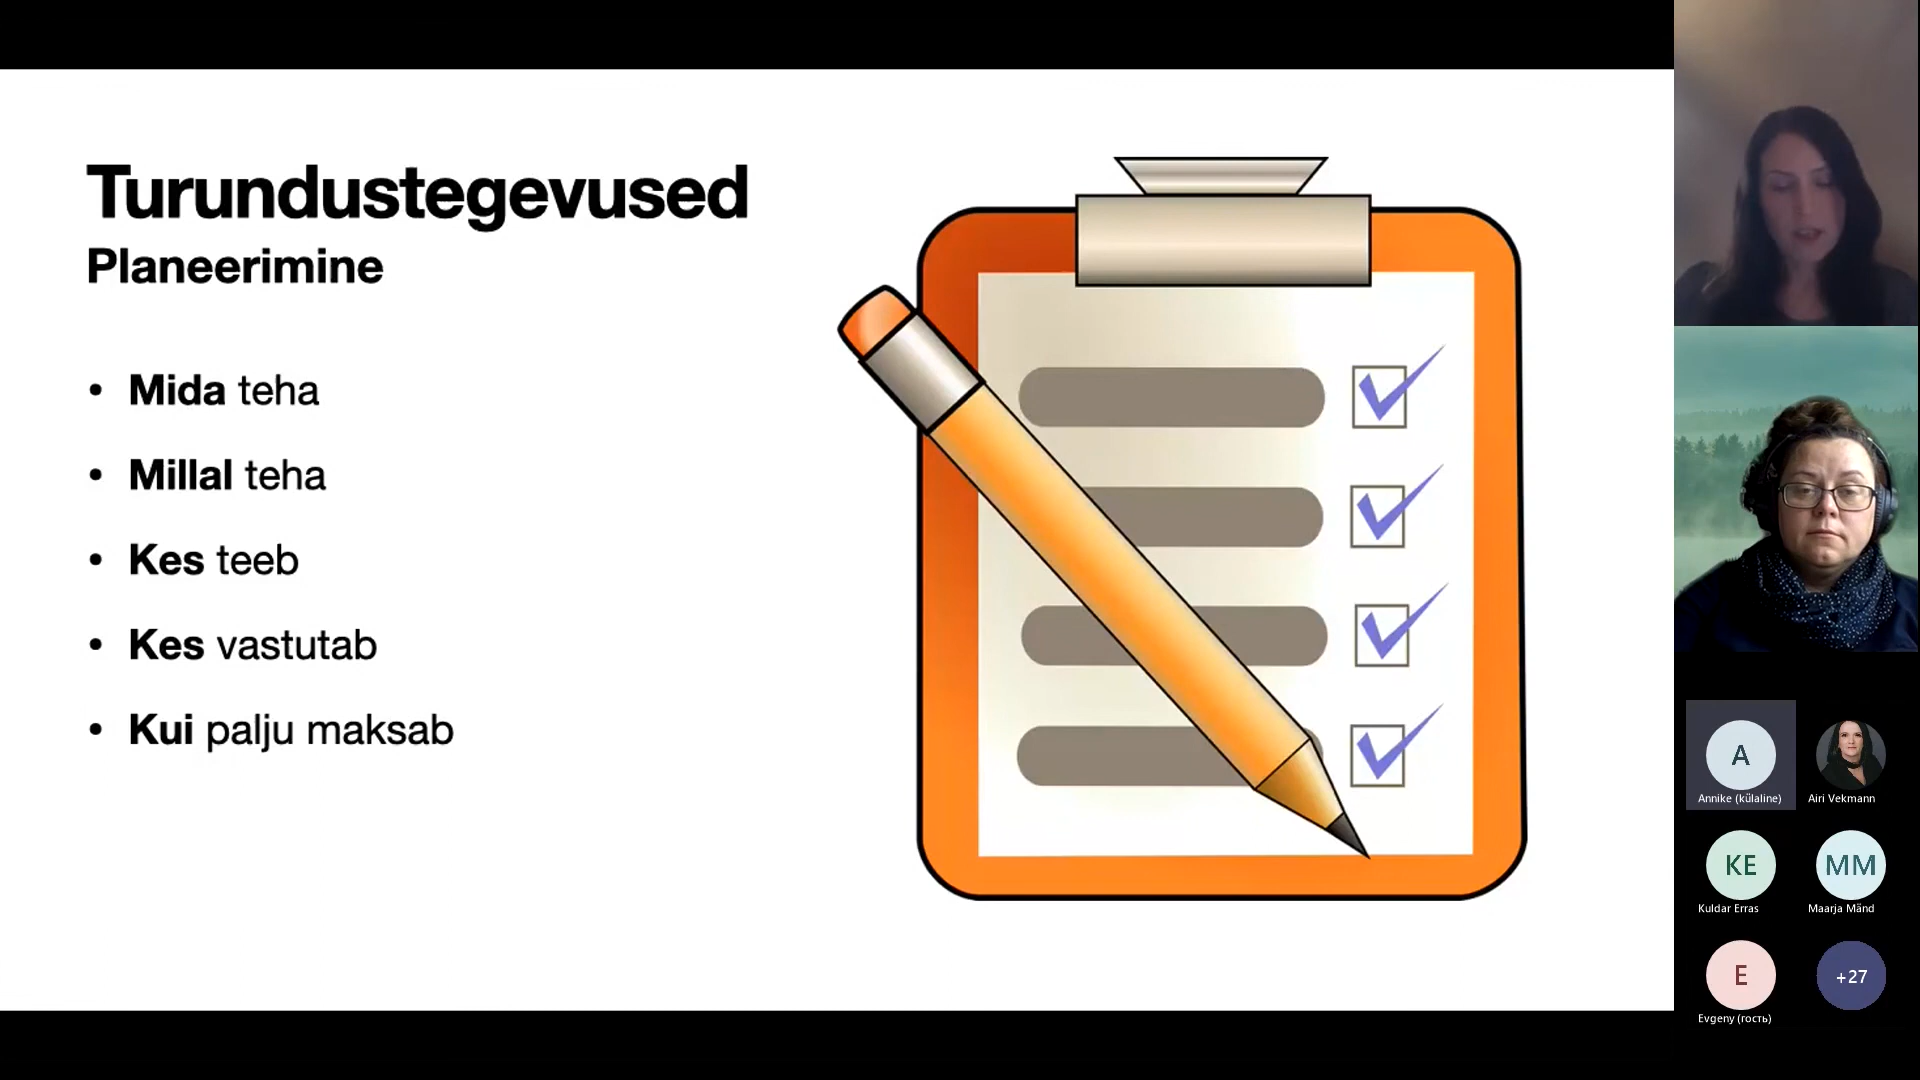 Turundustegevused
Planeerimine
• Mida teha
• Millal teha
• Kes teeb
• Kes vastutab
• Kui palju maksab
A
Annike (külaline)
Airi Vekmann
KE
Kuldar Erras
MM
Maarja Mänd
E
Evgeny (гость)
+27